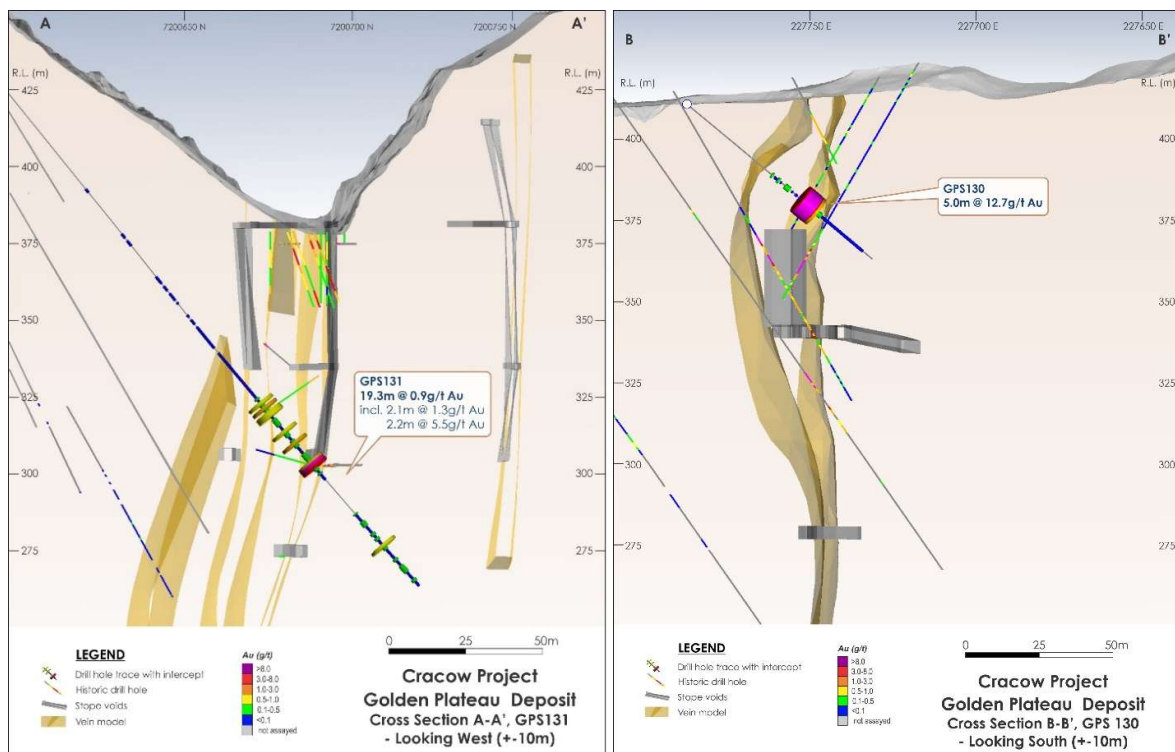 A
7200650 N
7200700 N
7200750 N
A'
R.L. (m)
R.L. (m)
425
400
375
350
325
300
275
425
400
375
350
325
300
275
GPS131
19.3m @ 0.9g/t Au
incl. 2.1m @ 1.3g/t Au
2.2m @ 5.5g/t Au
LEGEND
Drill hole trace with intercept
Historic drill hole
Stope voids
Vein model
Au (g/t)
>8.0
3.0-8.0
1.0-3.0
0.5-1.0
0.1-0.5
<0.1
not assayed
0 25 50m
Cracow Project
Golden Plateau Deposit
Cross Section A-A', GPS131
- Looking West (+-10m)
B
227750 E
227700 E
227650 E
B'
R.L. (m)
R.L. (m)
400
375
350
325
300
275
400
375
350
325
300
275
GPS130
5.0m @ 12.7g/t Au
LEGEND
Drill hole trace with intercept
Historic drill hole
Stope voids
Vein model
Au (g/t)
>8.0
3.0-8.0
1.0-3.0
0.5-1.0
0.1-0.5
<0.1
not assayed
0 25 50m
Cracow Project
Golden Plateau Deposit
Cross Section B-B', GPS 130
- Looking South (+-10m)